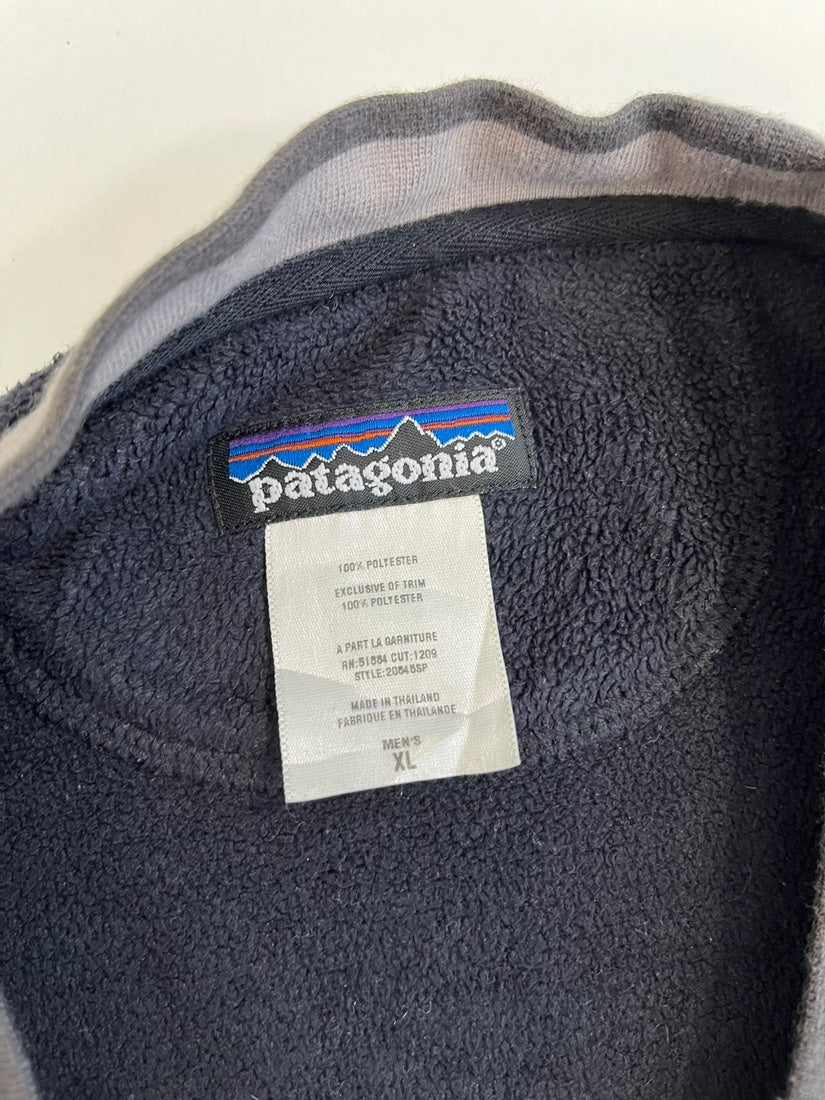 patagonia®
100% POLYESTER
EXCLUSIVE OF TRIM
100% POLYESTER
A PART LA GARNITURE
RN:51884 CUT:1209
STYLE:20545SP
MADE IN THAILAND
FABRIQUE EN THAILANDE
MEN'S
XL